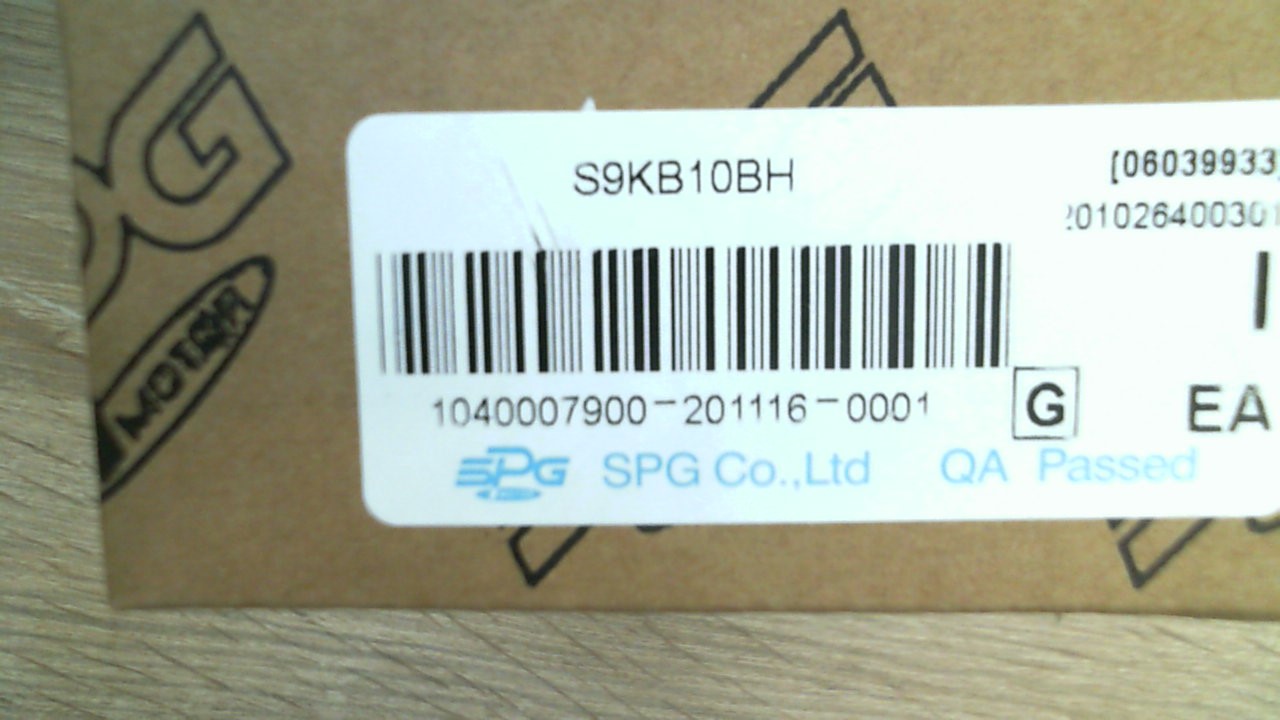 S9KB10BH
[06039933]
201026400301
1040007900-201116-0001
G
EA
SPG SPG Co.,Ltd QA Passed
MOTOR